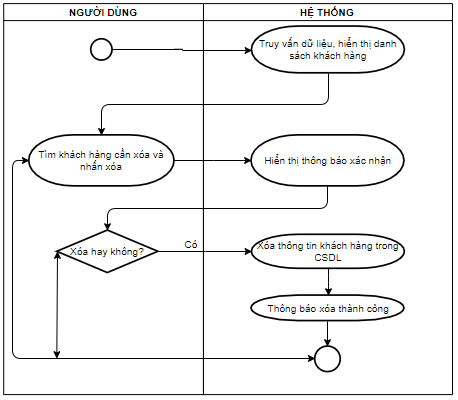 NGƯỜI DÙNG
HỆ THỐNG
Truy vấn dữ liệu, hiển thị danh
sách khách hàng
Tìm khách hàng cần xóa và
nhấn xóa
Hiển thị thông báo xác nhận
Xóa hay không?
Có
Xóa thông tin khách hàng trong
CSDL
Thông báo xóa thành công